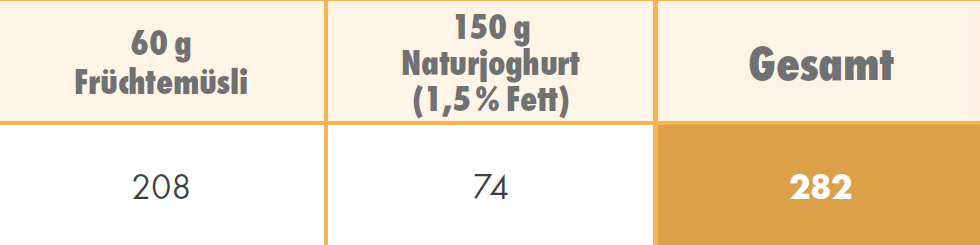 60 g
Früchtemüsli
150 g
Naturjoghurt
(1,5 % Fett)
Gesamt
208
74
282